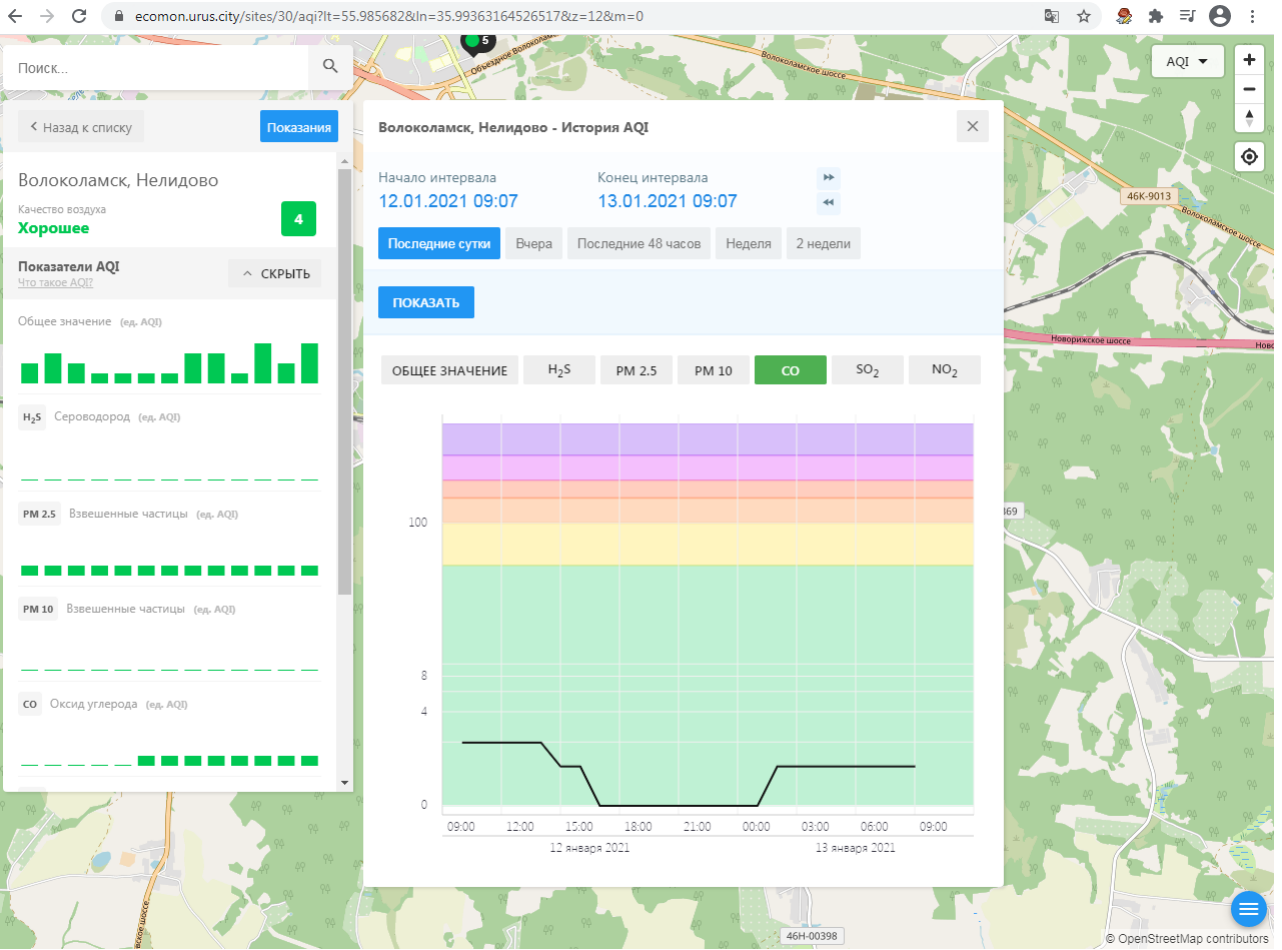 ecomon.urus.city/sites/30/aqi?lt=55.985682&ln=35.99363164526517&z=12&m=0
5
Объездное Волокол
Волоколамское шоссе
Поиск...
AQI
Назад к списку
Показания
Волоколамск, Нелидово - История AQI
Волоколамск, Нелидово
Качество воздуха
Хорошее
4
Начало интервала
Конец интервала
12.01.2021 09:07
13.01.2021 09:07
46К-9013
Волоколамское шоссе
Последние сутки
Вчера
Последние 48 часов
Неделя
2 недели
Показатели AQI
Что такое AQI?
СКРЫТЬ
ПОКАЗАТЬ
Общее значение (ед. AQI)
Новорижское шоссе
Ново
ОБЩЕЕ ЗНАЧЕНИЕ
H2S
PM 2.5
PM 10
CO
SO2
NO2
H2S Сероводород (ед. AQI)
PM 2.5 Взвешенные частицы (ед. AQI)
369
100
PM 10 Взвешенные частицы (ед. AQI)
8
4
0
CO Оксид углерода (ед. AQI)
09:00 12:00 15:00 18:00 21:00 00:00 03:00 06:00 09:00
12 января 2021 13 января 2021
ское шоссе
46Н-00398
© OpenStreetMap contributors